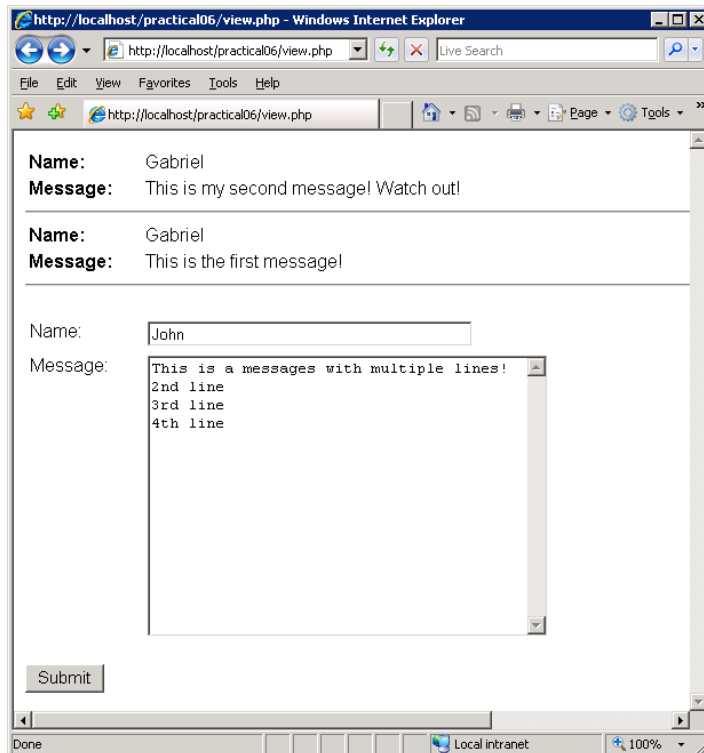 http://localhost/practical06/view.php - Windows Internet Explorer
http://localhost/practical06/view.php Live Search
File Edit View Favorites Tools Help
http://localhost/practical06/view.php Page Tools »
Name: Gabriel
Message: This is my second message! Watch out!
Name: Gabriel
Message: This is the first message!
Name: John
Message: This is a messages with multiple lines!
2nd line
3rd line
4th line
Submit
Done Local intranet 100%